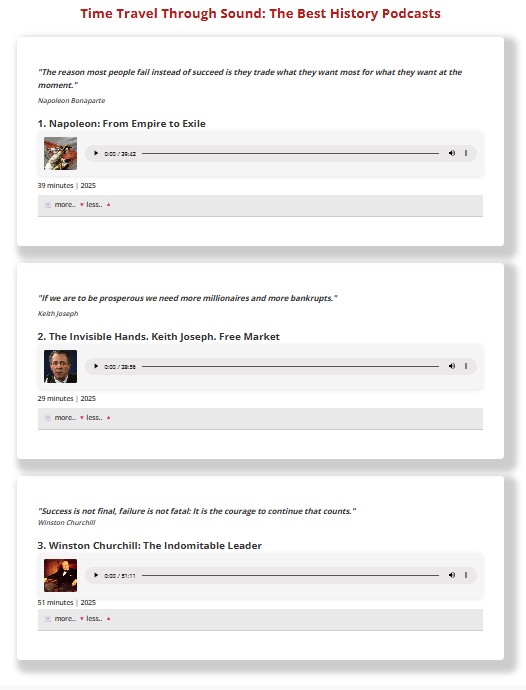 Time Travel Through Sound: The Best History Podcasts
"The reason most people fail instead of succeed is they trade what they want most for what they want at the
moment."
Napoleon Bonaparte
1. Napoleon: From Empire to Exile
0:00 / 39:42
39 minutes | 2025
more.. ▼ less.. ▲
"If we are to be prosperous we need more millionaires and more bankrupts."
Keith Joseph
2. The Invisible Hands. Keith Joseph. Free Market
0:00 / 28:56
29 minutes | 2025
more.. ▼ less.. ▲
"Success is not final, failure is not fatal: It is the courage to continue that counts."
Winston Churchill
3. Winston Churchill: The Indomitable Leader
0:00 / 51:11
51 minutes | 2025
more.. ▼ less.. ▲